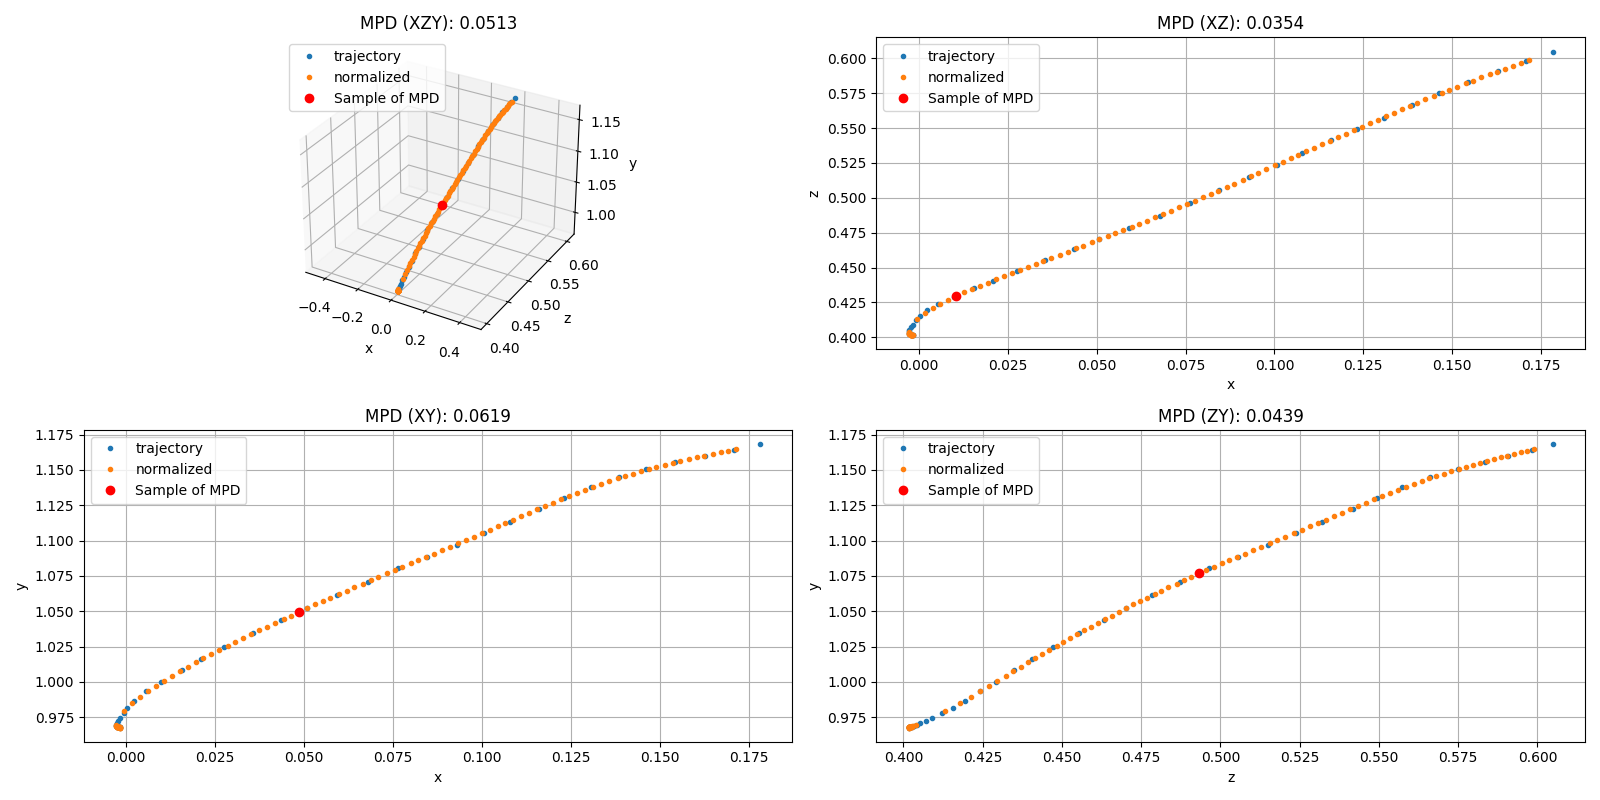 MPD (XZY): 0.0513
trajectory
normalized
Sample of MPD
1.15
1.10
1.05
1.00
y
0.60
0.55
0.50
0.45
0.40
z
−0.4
−0.2
0.0
0.2
0.4
x
MPD (XZ): 0.0354
trajectory
normalized
Sample of MPD
0.600
0.575
0.550
0.525
0.500
0.475
0.450
0.425
0.400
z
0.000 0.025 0.050 0.075 0.100 0.125 0.150 0.175
x
MPD (XY): 0.0619
trajectory
normalized
Sample of MPD
1.175
1.150
1.125
1.100
1.075
1.050
1.025
1.000
0.975
y
0.000 0.025 0.050 0.075 0.100 0.125 0.150 0.175
x
MPD (ZY): 0.0439
trajectory
normalized
Sample of MPD
1.175
1.150
1.125
1.100
1.075
1.050
1.025
1.000
0.975
y
0.400 0.425 0.450 0.475 0.500 0.525 0.550 0.575 0.600
z